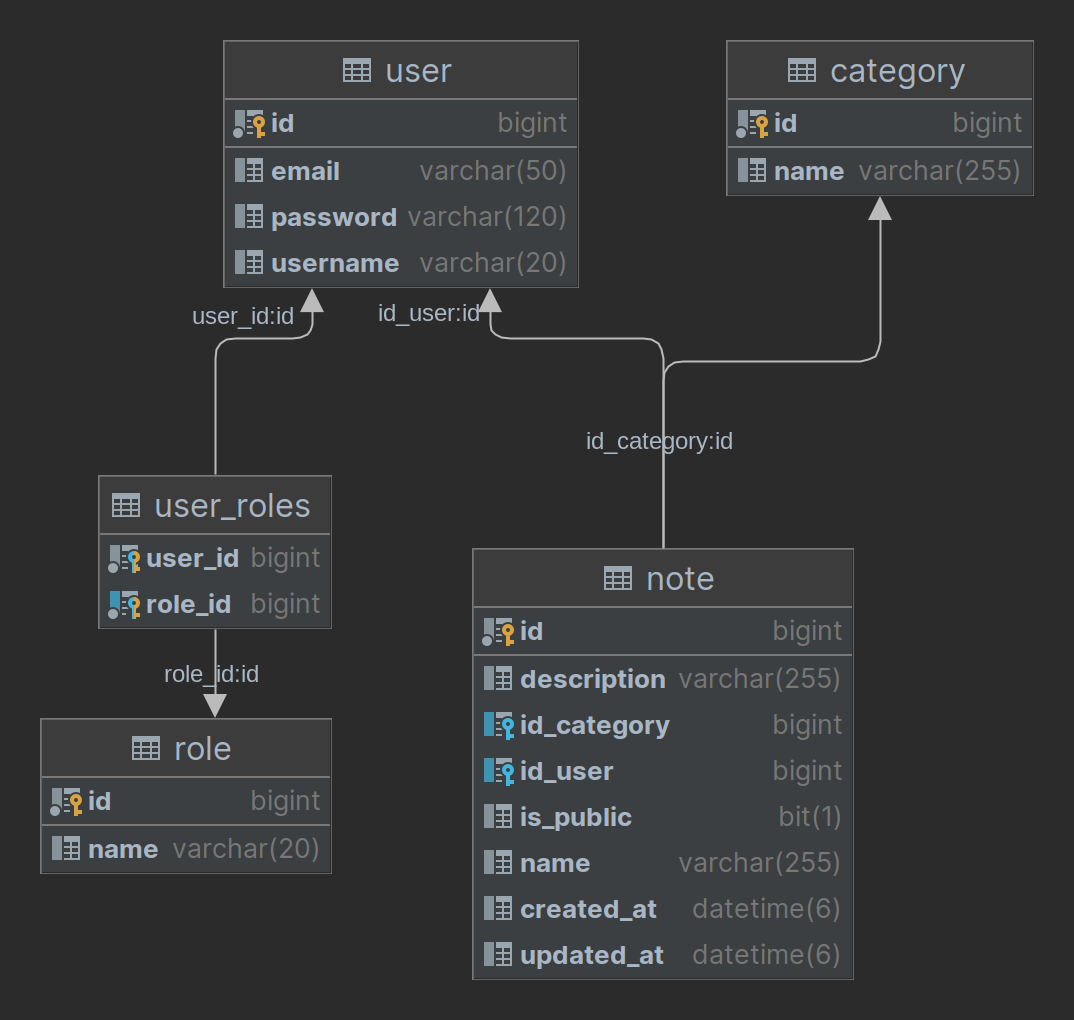 user
id bigint
email varchar(50)
password varchar(120)
username varchar(20)
category
id bigint
name varchar(255)
user_id:id
id_user:id
id_category:id
user_roles
user_id bigint
role_id bigint
role_id:id
role
id bigint
name varchar(20)
note
id bigint
description varchar(255)
id_category bigint
id_user bigint
is_public bit(1)
name varchar(255)
created_at datetime(6)
updated_at datetime(6)